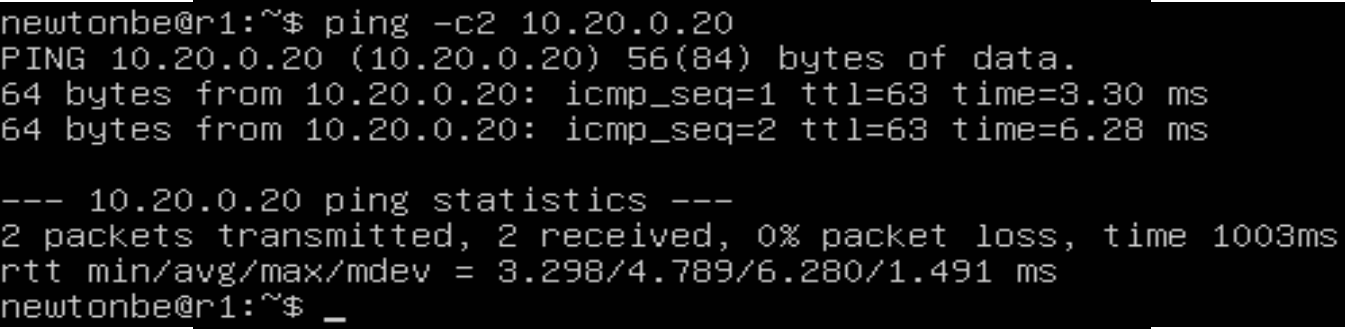 newtonbe@r1:~$ ping -c2 10.20.0.20
PING 10.20.0.20 (10.20.0.20) 56(84) bytes of data.
64 bytes from 10.20.0.20: icmp_seq=1 ttl=63 time=3.30 ms
64 bytes from 10.20.0.20: icmp_seq=2 ttl=63 time=6.28 ms
--- 10.20.0.20 ping statistics ---
2 packets transmitted, 2 received, 0% packet loss, time 1003ms
rtt min/avg/max/mdev = 3.298/4.789/6.280/1.491 ms
newtonbe@r1:~$ _